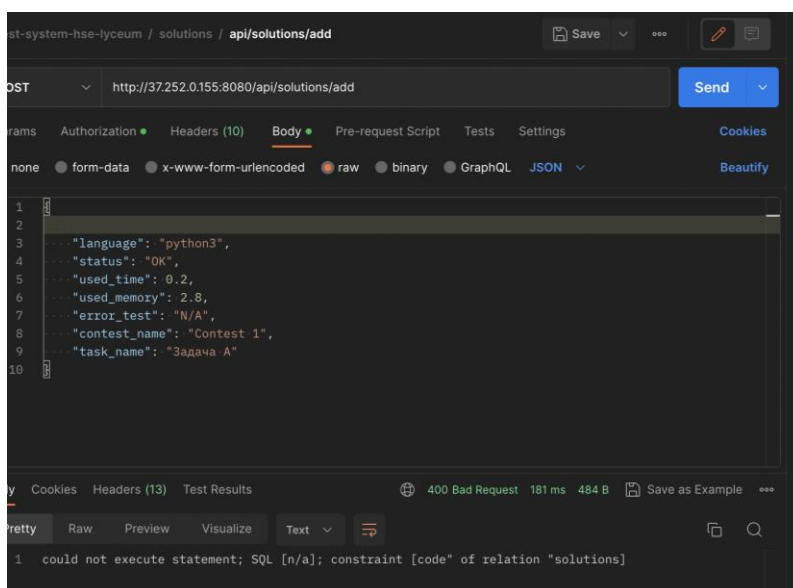 est-system-hse-lyceum / solutions / api/solutions/add Save
OST http://37.252.0.155:8080/api/solutions/add Send
rams Authorization Headers (10) Body Pre-request Script Tests Settings Cookies
none form-data x-www-form-urlencoded raw binary GraphQL JSON Beautify
1 {
2
3 "language": "python3",
4 "status": "OK",
5 "used_time": 0.2,
6 "used_memory": 2.8,
7 "error_test": "N/A",
8 "contest_name": "Contest 1",
9 "task_name": "Задача A"
10 }
ly Cookies Headers (13) Test Results 400 Bad Request 181 ms 484 B Save as Example
Pretty Raw Preview Visualize Text
1 could not execute statement; SQL [n/a]; constraint [code" of relation "solutions]